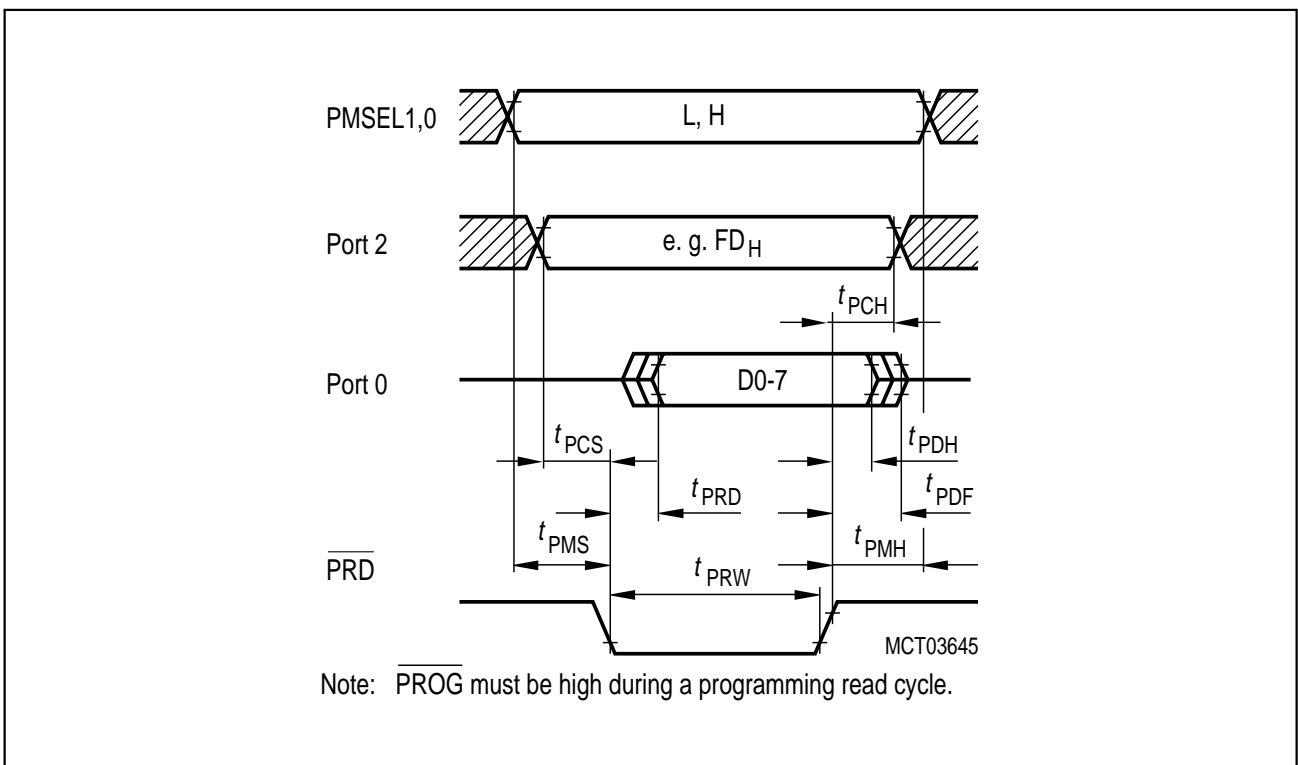 PMSEL1,0
L, H
Port 2
e. g. FDH
tPCH
Port 0
D0-7
tPCS
tPDH
tPRD
tPDF
tPMS
tPMH
PRD
tPRW
MCT03645
Note: PROG must be high during a programming read cycle.